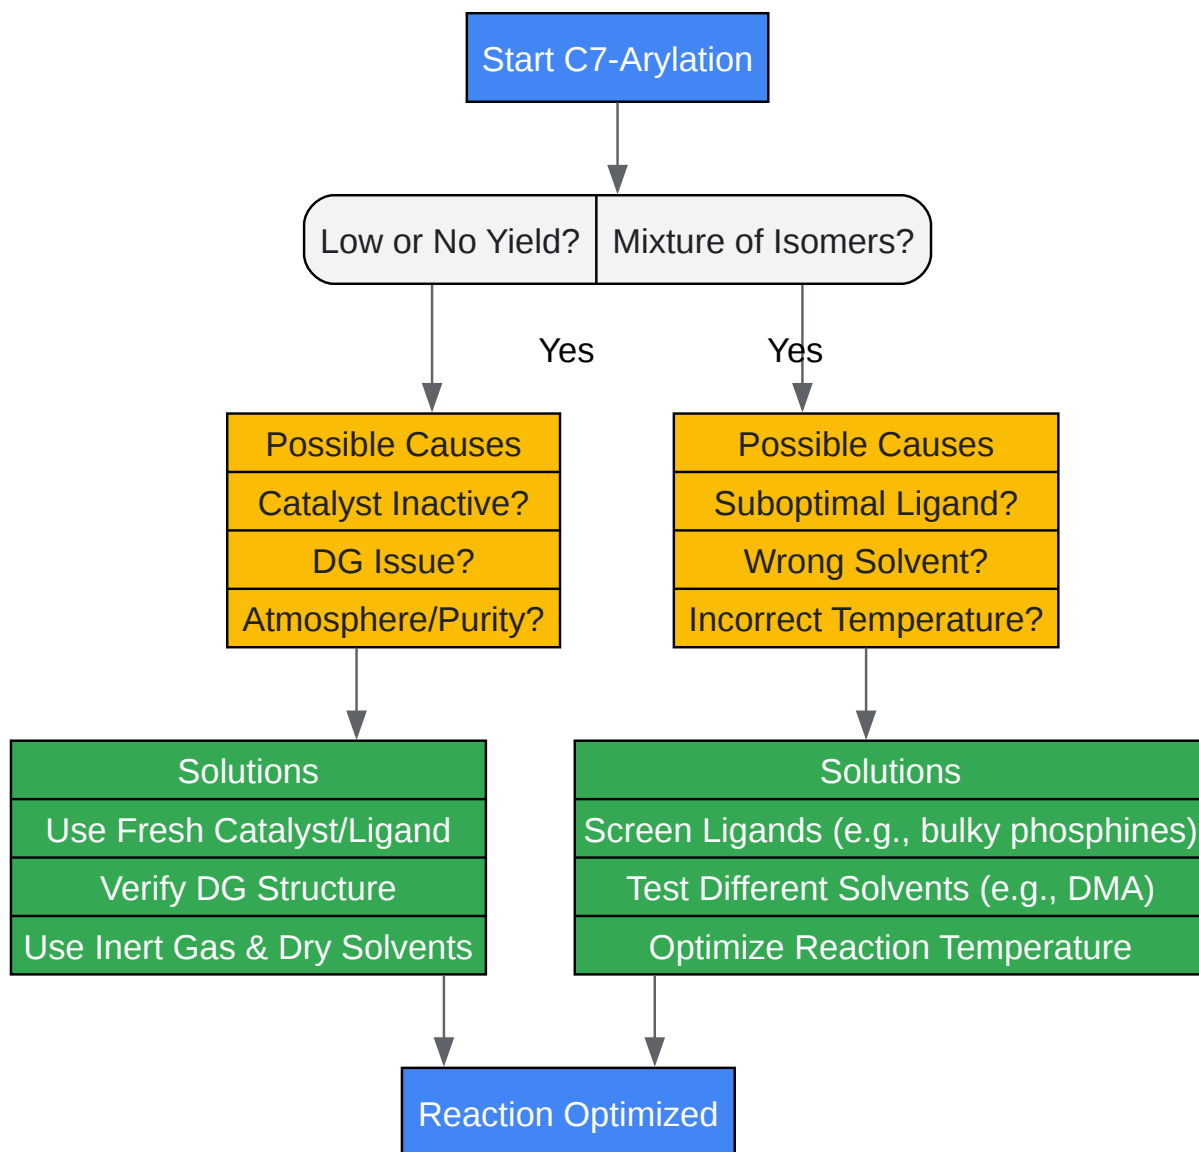 Start C7-Arylation
Low or No Yield?
Mixture of Isomers?
Yes
Yes
Possible Causes
Catalyst Inactive?
DG Issue?
Atmosphere/Purity?
Possible Causes
Suboptimal Ligand?
Wrong Solvent?
Incorrect Temperature?
Solutions
Use Fresh Catalyst/Ligand
Verify DG Structure
Use Inert Gas & Dry Solvents
Solutions
Screen Ligands (e.g., bulky phosphines)
Test Different Solvents (e.g., DMA)
Optimize Reaction Temperature
Reaction Optimized